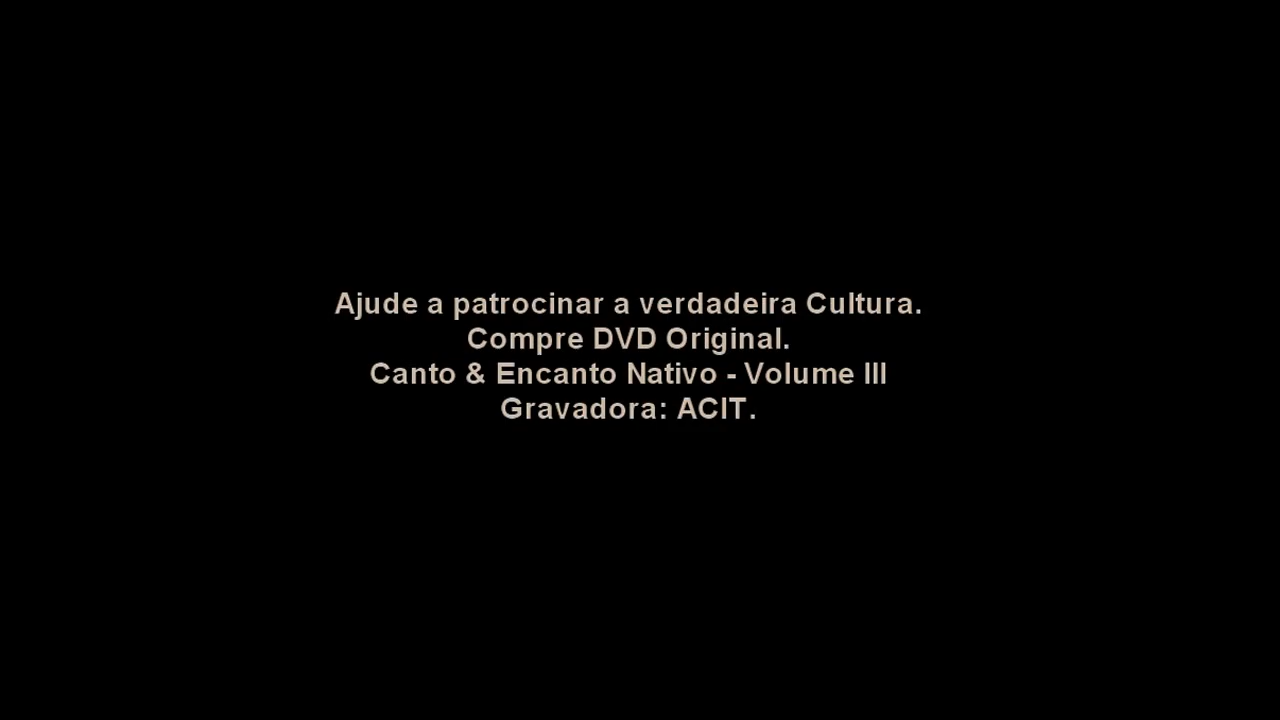 Ajude a patrocinar a verdadeira Cultura.
Compre DVD Original.
Canto & Encanto Nativo - Volume III
Gravadora: ACIT.